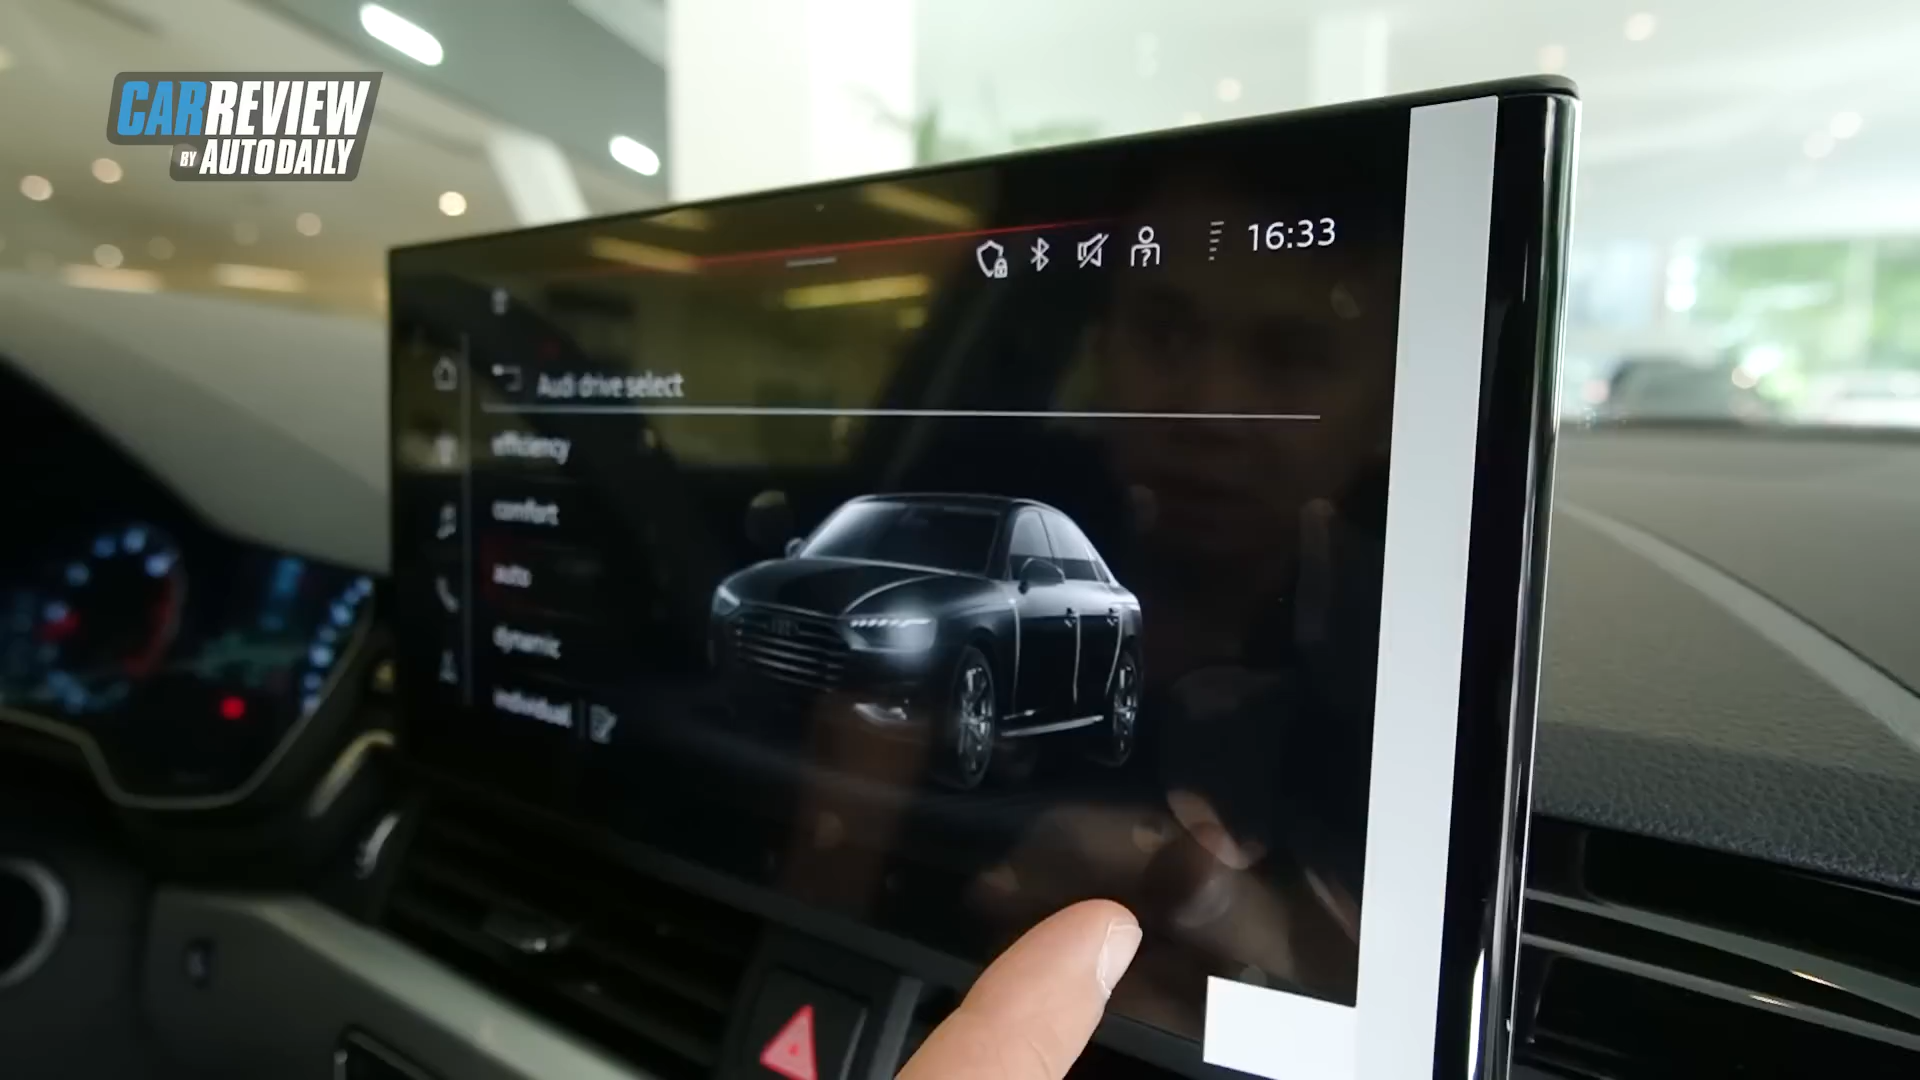 CARREVIEW
BY AUTODAILY
16:33
Audi drive select
efficiency
comfort
auto
dynamic
individual